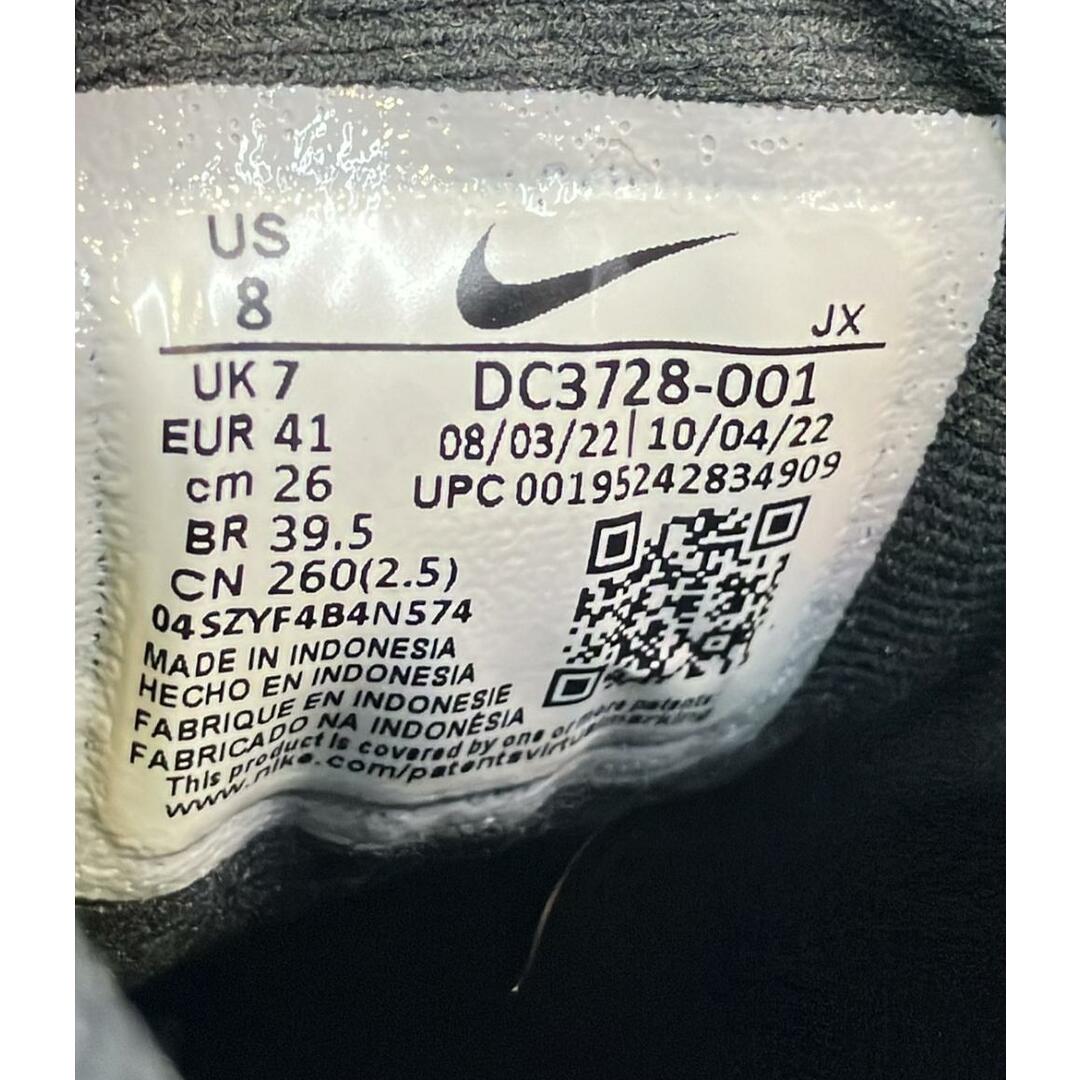 US
8
JX
UK 7
EUR 41
cm 26
BR 39.5
CN 260(2.5)
DC3728-001
08/03/22 | 10/04/22
UPC 00195242834909
04SZYF4B4N574
MADE IN INDONESIA
HECHO EN INDONESIA
FABRIQUE EN INDONESIE
FABRICADO NA INDONÉSIA
This product is covered by one or more patents
www.nike.com/patentsvirtualmarking